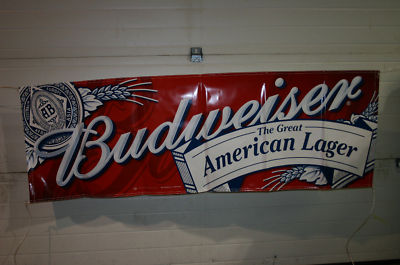 Budweiser
The Great
American Lager